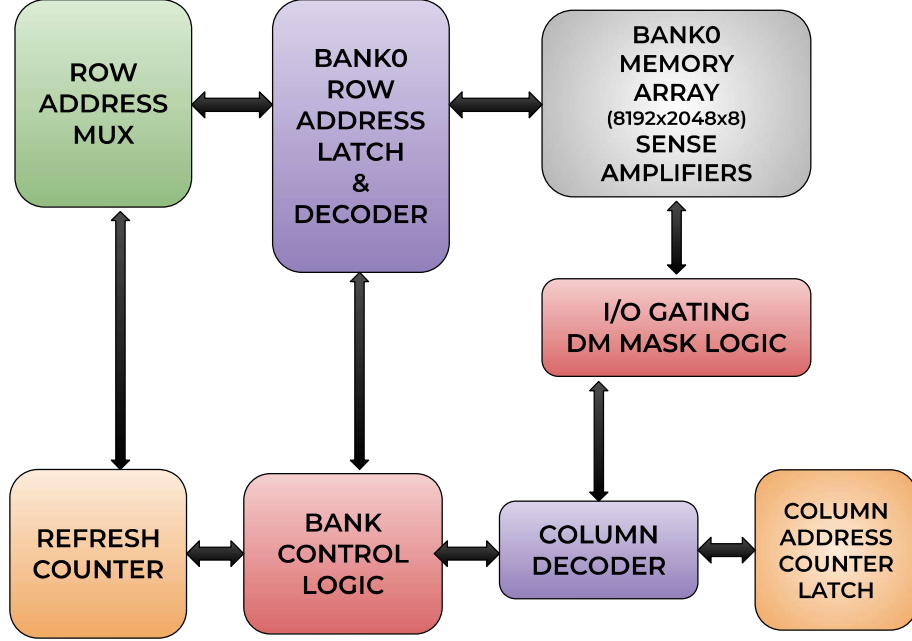 ROW
ADDRESS
MUX
BANK0
ROW
ADDRESS
LATCH
&
DECODER
BANK0
MEMORY
ARRAY
(8192x2048x8)
SENSE
AMPLIFIERS
I/O GATING
DM MASK LOGIC
REFRESH
COUNTER
BANK
CONTROL
LOGIC
COLUMN
DECODER
COLUMN
ADDRESS
COUNTER
LATCH